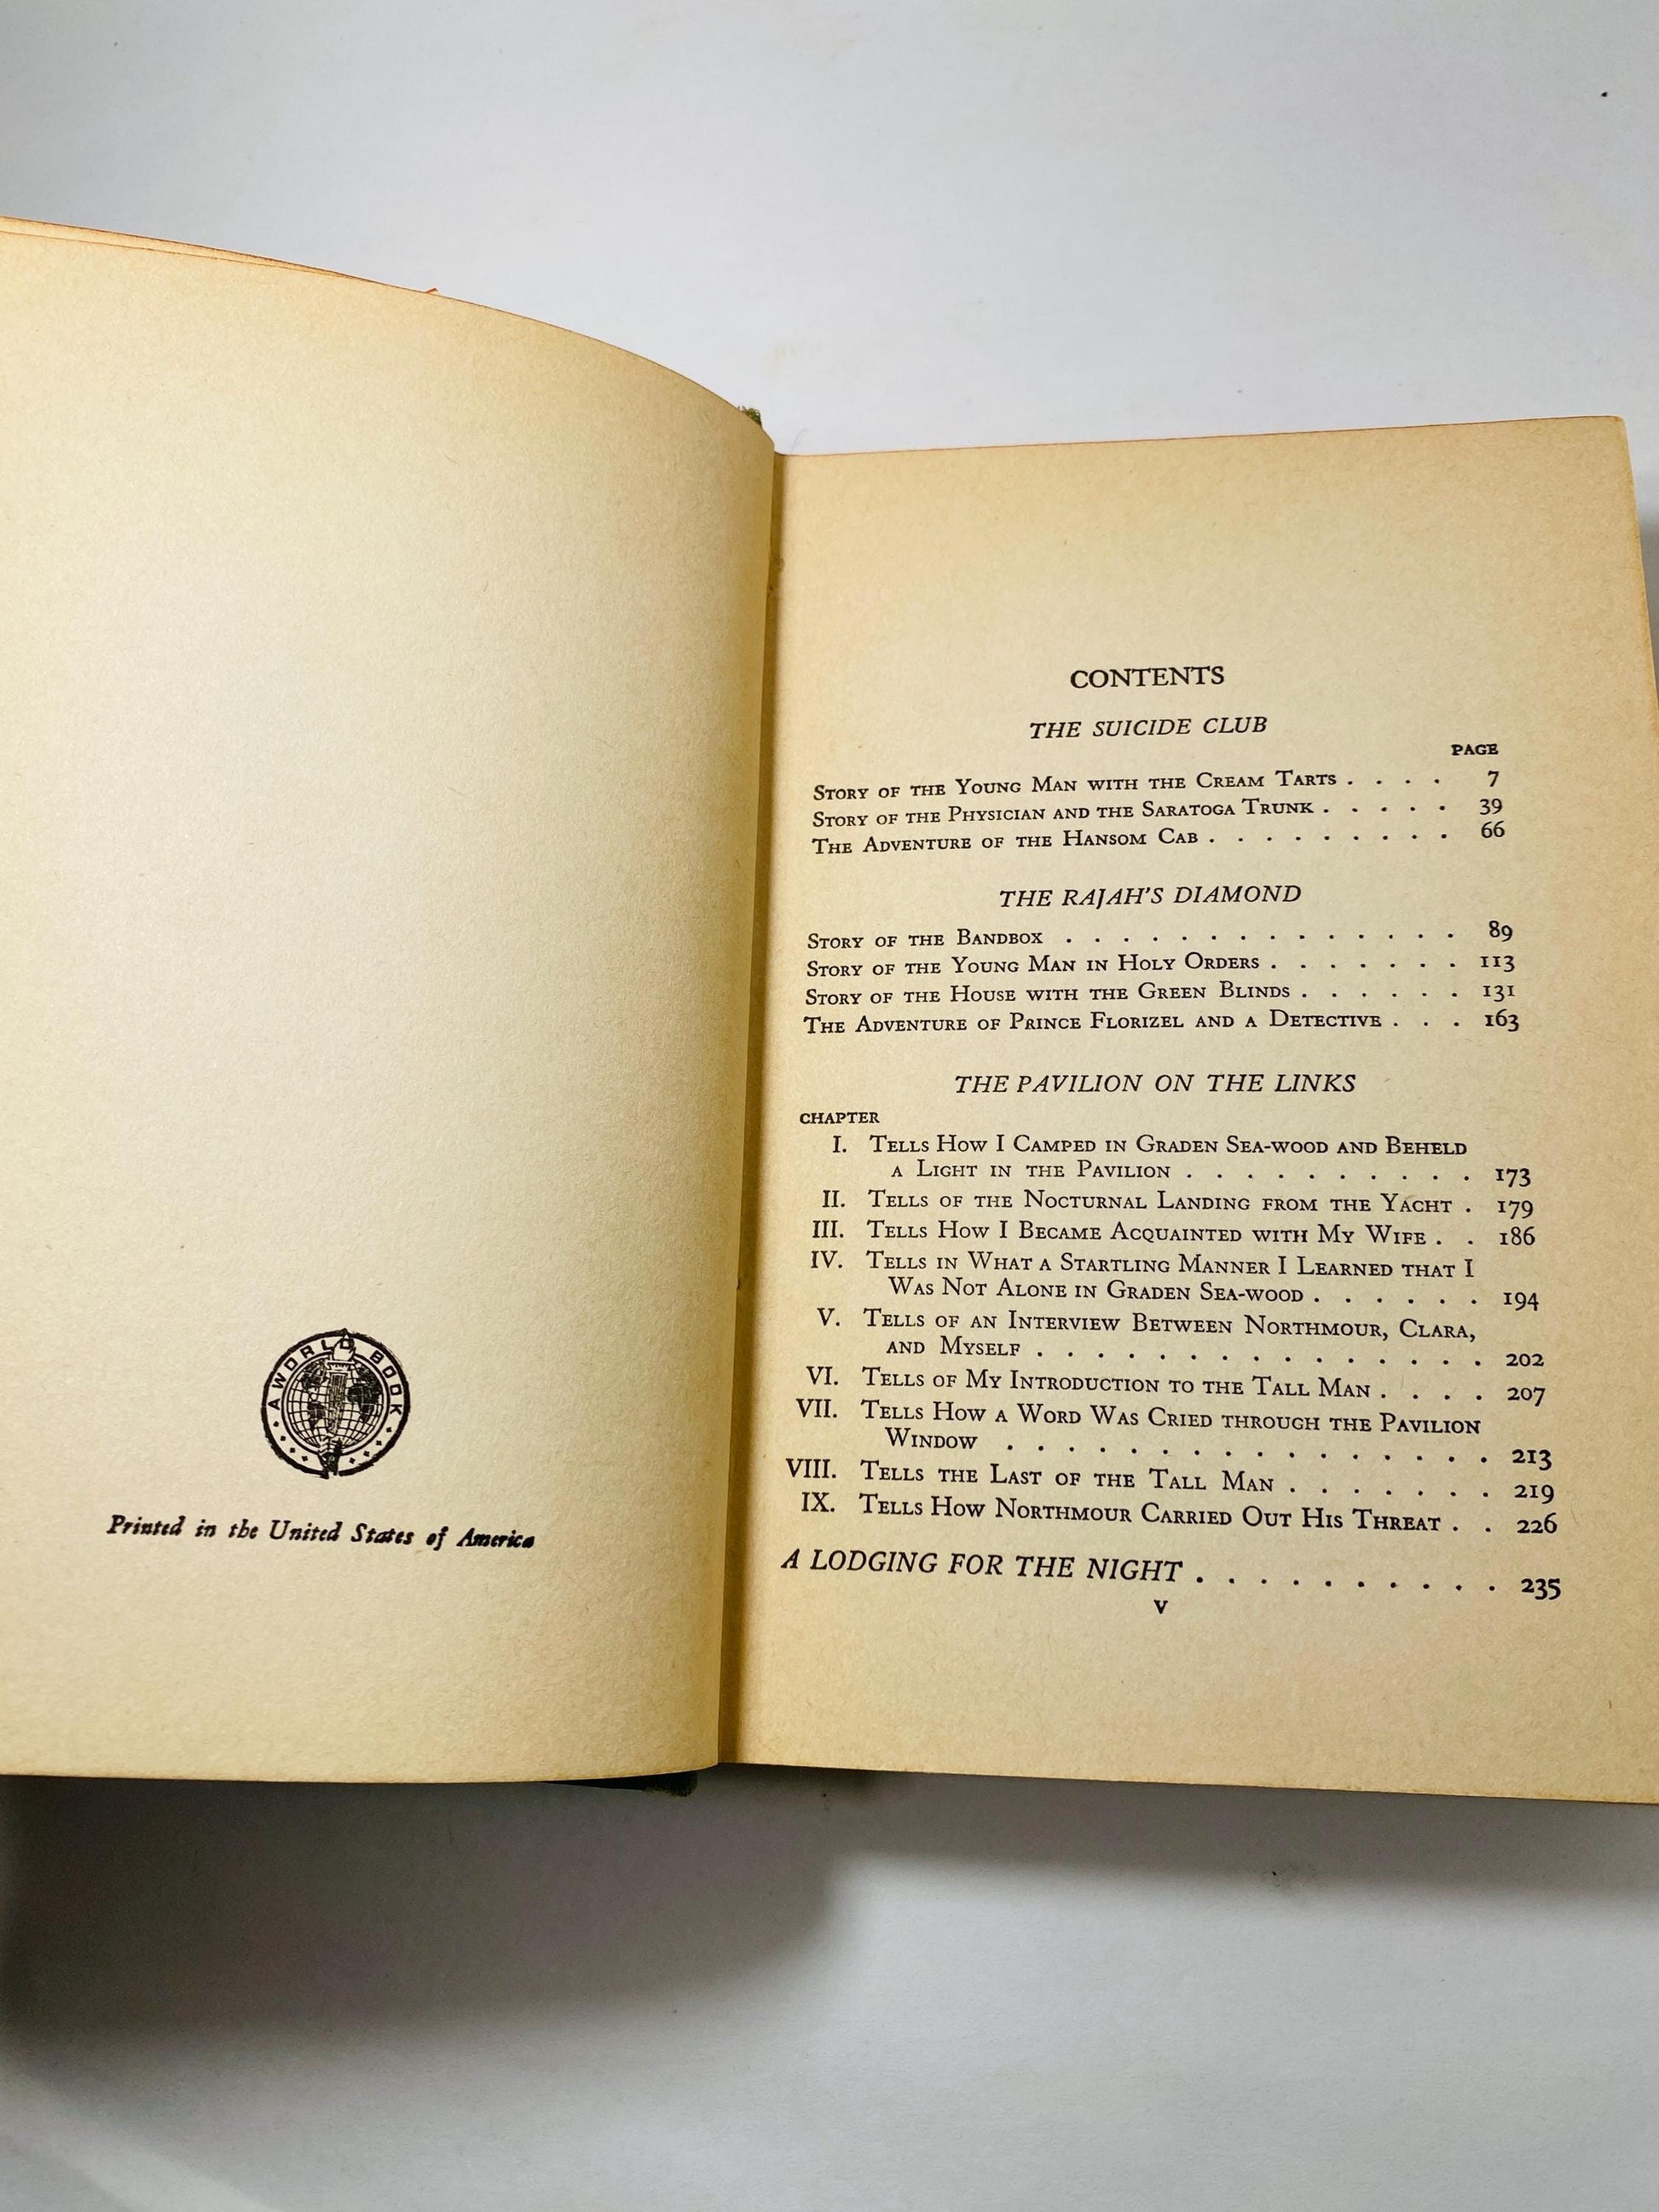 A WORLD BOOK
Printed in the United States of America
CONTENTS
THE SUICIDE CLUB
PAGE
STORY OF THE YOUNG MAN WITH THE CREAM TARTS . . . . 7
STORY OF THE PHYSICIAN AND THE SARATOGA TRUNK . . . . . 39
THE ADVENTURE OF THE HANSOM CAB . . . . . . . . . 66
THE RAJAH'S DIAMOND
STORY OF THE BANDBOX . . . . . . . . . . . . . . 89
STORY OF THE YOUNG MAN IN HOLY ORDERS . . . . . . . 113
STORY OF THE HOUSE WITH THE GREEN BLINDS . . . . . . 131
THE ADVENTURE OF PRINCE FLORIZEL AND A DETECTIVE . . . 163
THE PAVILION ON THE LINKS
CHAPTER
I. TELLS HOW I CAMPED IN GRADEN SEA-WOOD AND BEHELD
A LIGHT IN THE PAVILION . . . . . . . . . . 173
II. TELLS OF THE NOCTURNAL LANDING FROM THE YACHT . 179
III. TELLS HOW I BECAME ACQUAINTED WITH MY WIFE . . 186
IV. TELLS IN WHAT A STARTLING MANNER I LEARNED THAT I
WAS NOT ALONE IN GRADEN SEA-WOOD . . . . . . 194
V. TELLS OF AN INTERVIEW BETWEEN NORTHMOUR, CLARA,
AND MYSELF . . . . . . . . . . . . . . . 202
VI. TELLS OF MY INTRODUCTION TO THE TALL MAN . . . . 207
VII. TELLS HOW A WORD WAS CRIED THROUGH THE PAVILION
WINDOW . . . . . . . . . . . . . . . . 213
VIII. TELLS THE LAST OF THE TALL MAN . . . . . . . 219
IX. TELLS HOW NORTHMOUR CARRIED OUT HIS THREAT . . 226
A LODGING FOR THE NIGHT . . . . . . . . . . 235
v